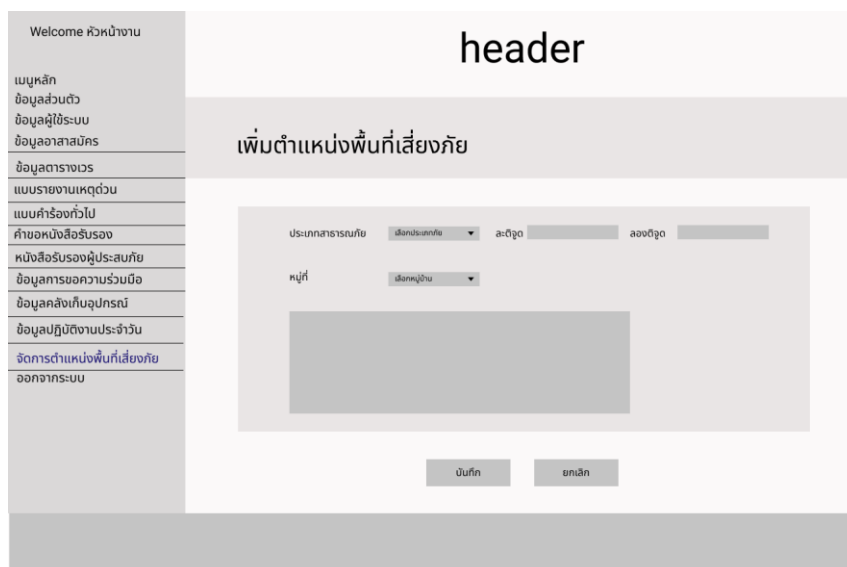 Welcome หัวหน้างาน
header
เมนูหลัก
ข้อมูลส่วนตัว
ข้อมูลผู้ใช้ระบบ
ข้อมูลอาสาสมัคร
ข้อมูลตารางเวร
แบบรายงานเหตุด่วน
แบบคำร้องทั่วไป
คำขอหนังสือรับรอง
หนังสือรับรองผู้ประสบภัย
ข้อมูลการขอความร่วมมือ
ข้อมูลคลังเก็บอุปกรณ์
ข้อมูลปฏิบัติงานประจำวัน
จัดการตำแหน่งพื้นที่เสี่ยงภัย
ออกจากระบบ
เพิ่มตำแหน่งพื้นที่เสี่ยงภัย
ประเภทสาธารณภัย เลือกประเภทภัย ละติจูด ลองติจูด
หมู่ที่ เลือกหมู่บ้าน
บันทึก ยกเลิก